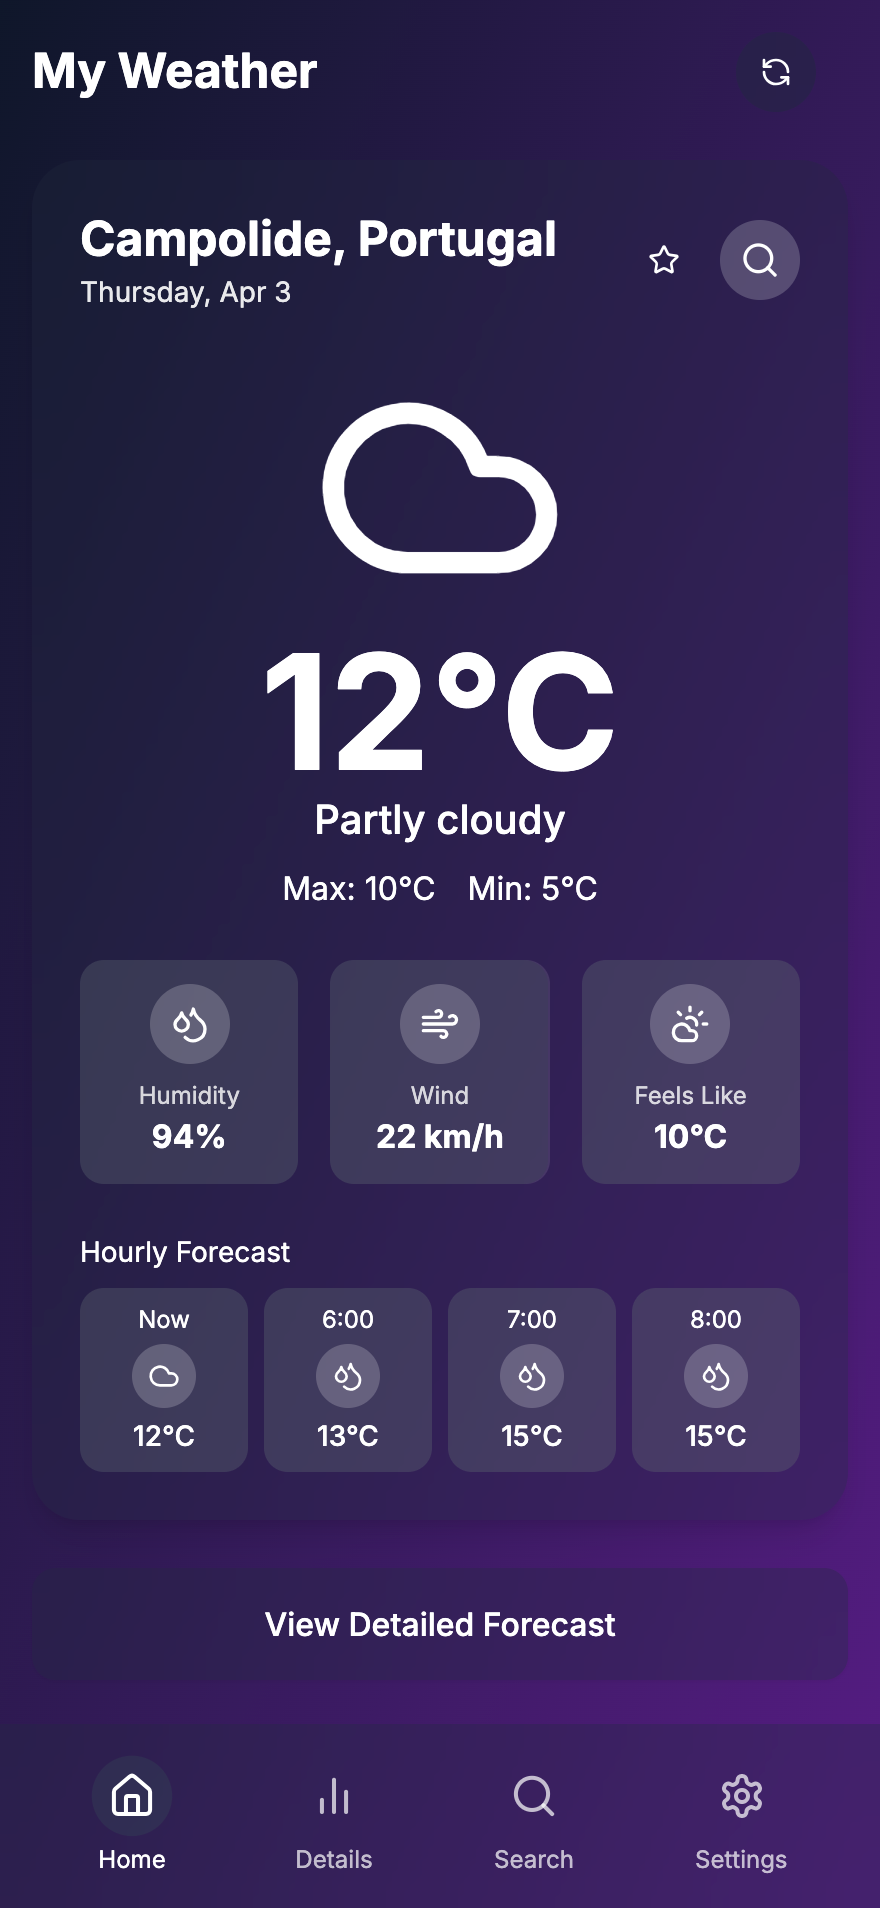 My Weather
Campolide, Portugal
Thursday, Apr 3
12°C
Partly cloudy
Max: 10°C Min: 5°C
Humidity
94%
Wind
22 km/h
Feels Like
10°C
Hourly Forecast
Now
12°C
6:00
13°C
7:00
15°C
8:00
15°C
View Detailed Forecast
Home
Details
Search
Settings